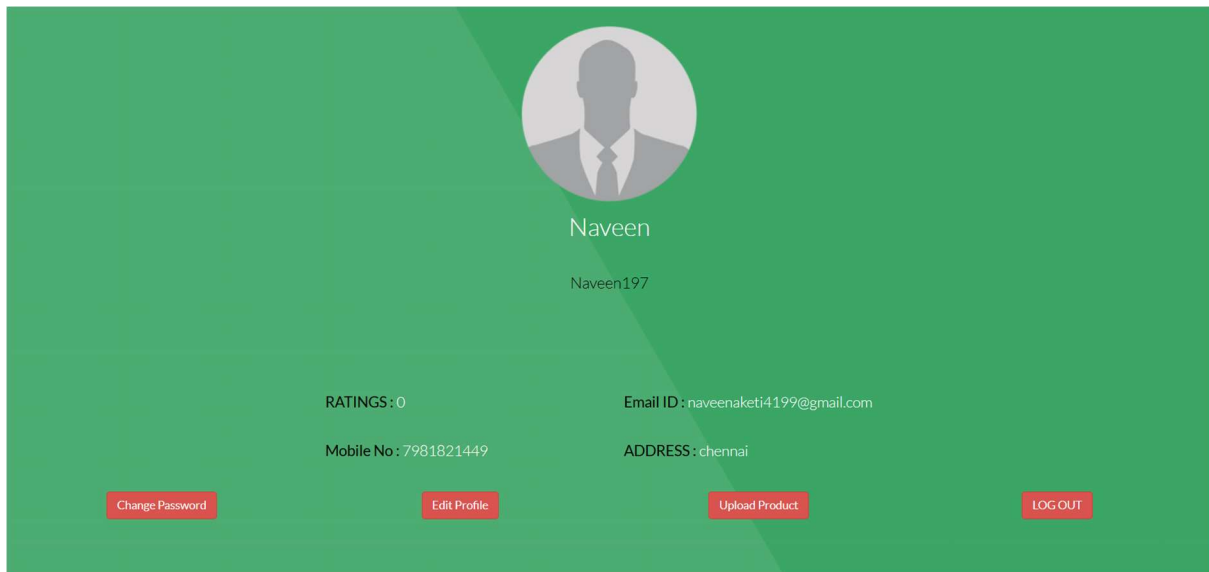 Naveen
Naveen197
RATINGS : 0 Email ID : naveenaketi4199@gmail.com
Mobile No : 7981821449 ADDRESS : chennai
Change Password Edit Profile Upload Product LOG OUT